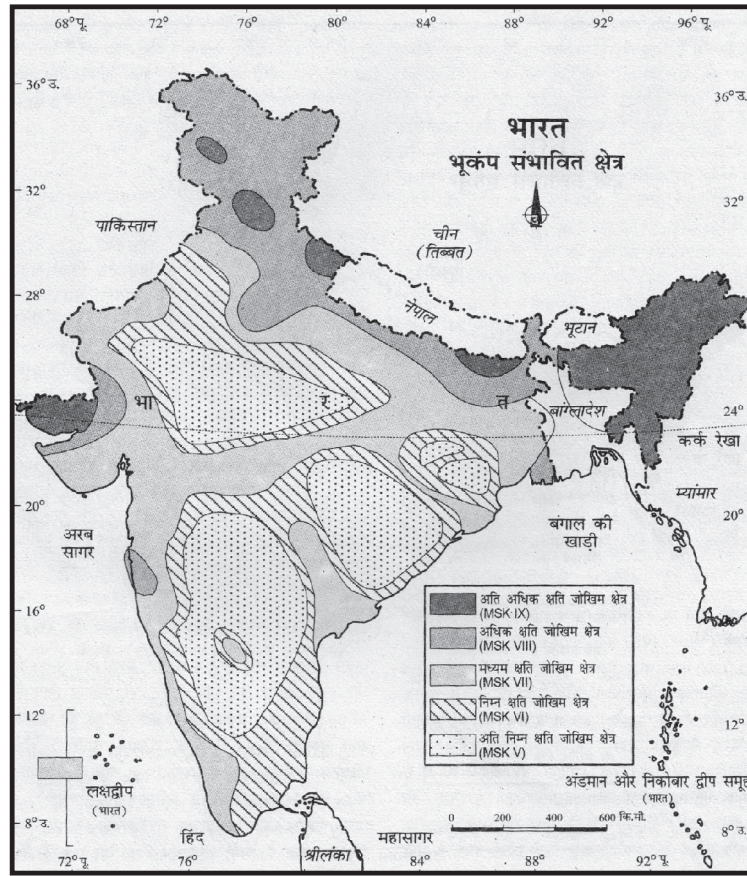 68° पू. 72° 76° 80° 84° 88° 92° 96° पू.
36° उ. 36° उ.
भारत
भूकंप संभावित क्षेत्र
32° 32°
पाकिस्तान
चीन
(तिब्बत)
28° 28°
नेपाल
भूटान
भा र त
बांग्लादेश
24° 24°
कर्क रेखा
म्यांमार
20° 20°
अरब
सागर
बंगाल की
खाड़ी
16° 16°
अति अधिक क्षति जोखिम क्षेत्र
(MSK IX)
अधिक क्षति जोखिम क्षेत्र
(MSK VIII)
मध्यम क्षति जोखिम क्षेत्र
(MSK VII)
निम्न क्षति जोखिम क्षेत्र
(MSK VI)
अति निम्न क्षति जोखिम क्षेत्र
(MSK V)
12° 12°
लक्षद्वीप
(भारत)
अंडमान और निकोबार द्वीप समूह
(भारत)
0 200 400 600 कि.मी.
8° उ. 8° उ.
हिंद महासागर
श्रीलंका
72° पू. 76° 80° 84° 88° 92° पू.